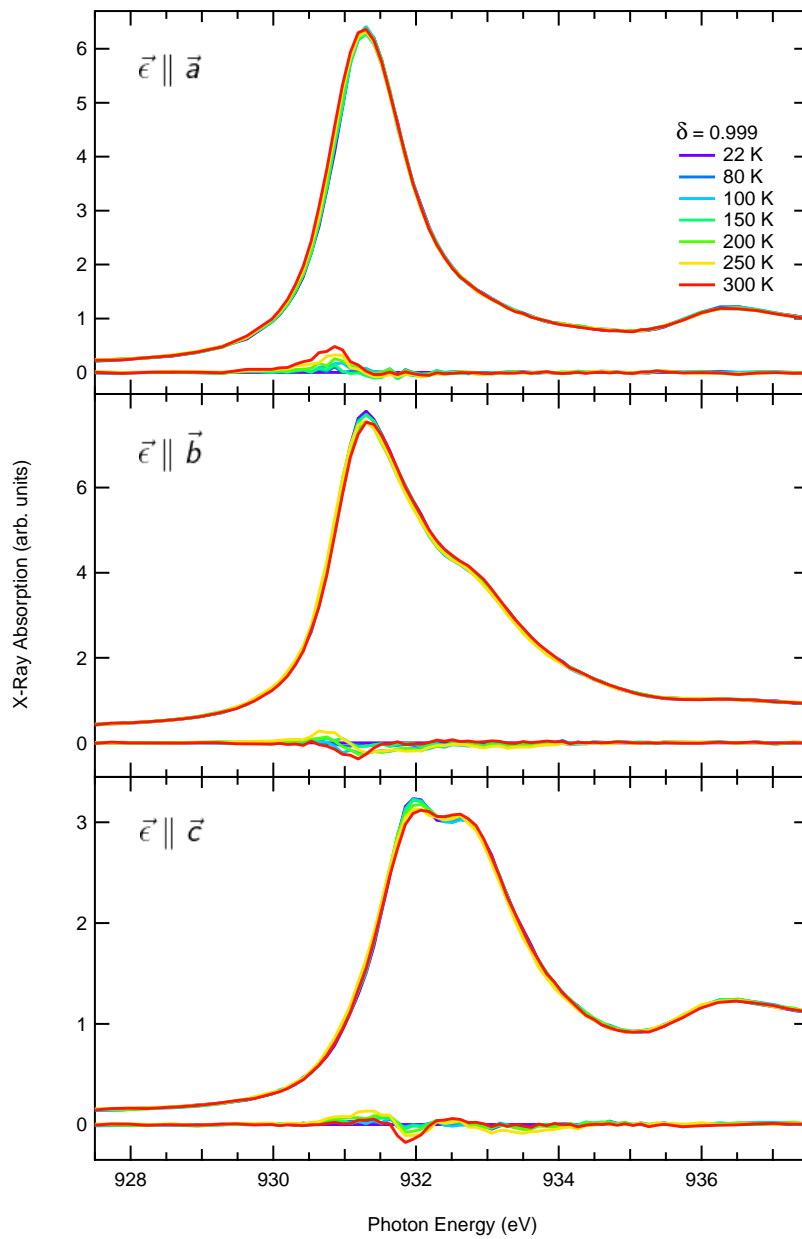 6
5
4
3
2
1
0
ϵ⃗ || a⃗
δ = 0.999
22 K
80 K
100 K
150 K
200 K
250 K
300 K
6
4
2
0
ϵ⃗ || b⃗
3
2
1
0
ϵ⃗ || c⃗
928
930
932
934
936
X-Ray Absorption (arb. units)
Photon Energy (eV)